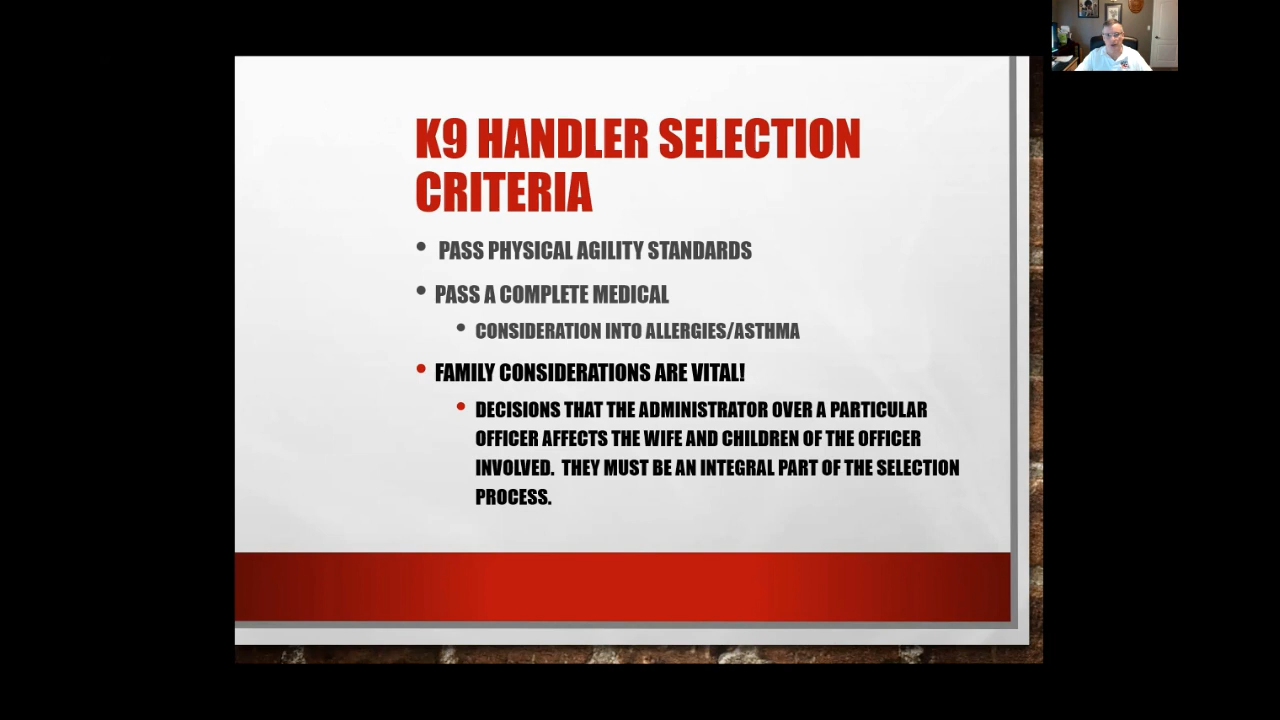 K9 HANDLER SELECTION
CRITERIA
• PASS PHYSICAL AGILITY STANDARDS
• PASS A COMPLETE MEDICAL
• CONSIDERATION INTO ALLERGIES/ASTHMA
• FAMILY CONSIDERATIONS ARE VITAL!
• DECISIONS THAT THE ADMINISTRATOR OVER A PARTICULAR
OFFICER AFFECTS THE WIFE AND CHILDREN OF THE OFFICER
INVOLVED. THEY MUST BE AN INTEGRAL PART OF THE SELECTION
PROCESS.